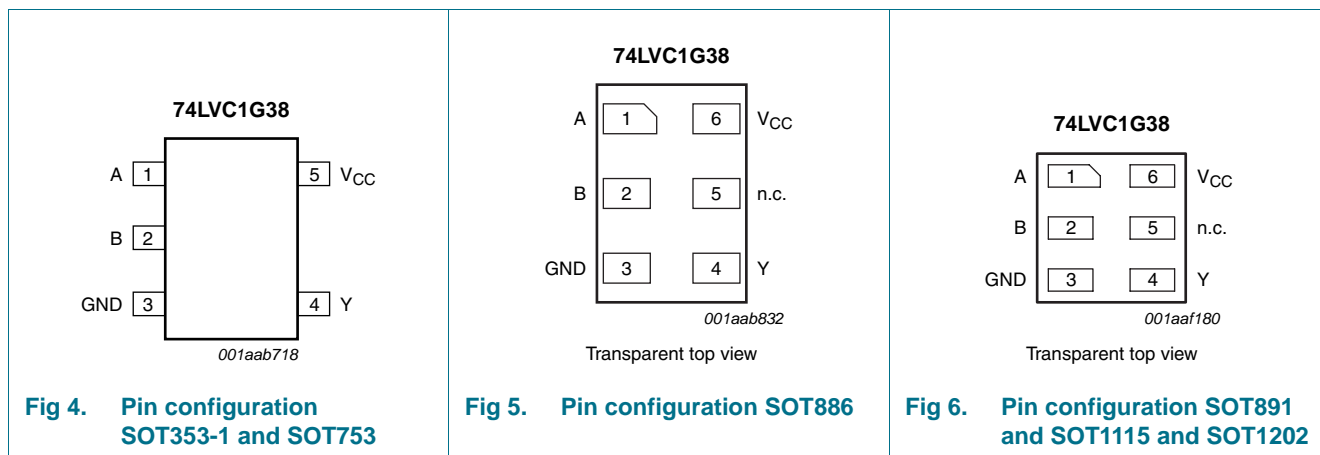 74LVC1G38
A 1 5 VCC
B 2
GND 3 4 Y
001aab718
Fig 4. Pin configuration
SOT353-1 and SOT753
74LVC1G38
A 1 6 VCC
B 2 5 n.c.
GND 3 4 Y
001aab832
Transparent top view
Fig 5. Pin configuration SOT886
74LVC1G38
A 1 6 VCC
B 2 5 n.c.
GND 3 4 Y
001aaf180
Transparent top view
Fig 6. Pin configuration SOT891
and SOT1115 and SOT1202